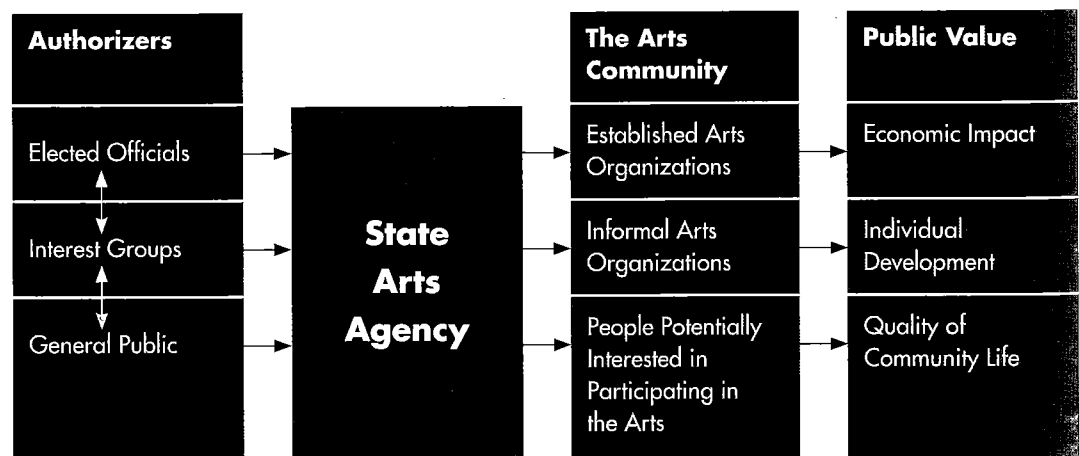 Authorizers
Elected Officials
Interest Groups
General Public
State
Arts
Agency
The Arts
Community
Established Arts
Organizations
Informal Arts
Organizations
People Potentially
Interested in
Participating in
the Arts
Public Value
Economic Impact
Individual
Development
Quality of
Community Life